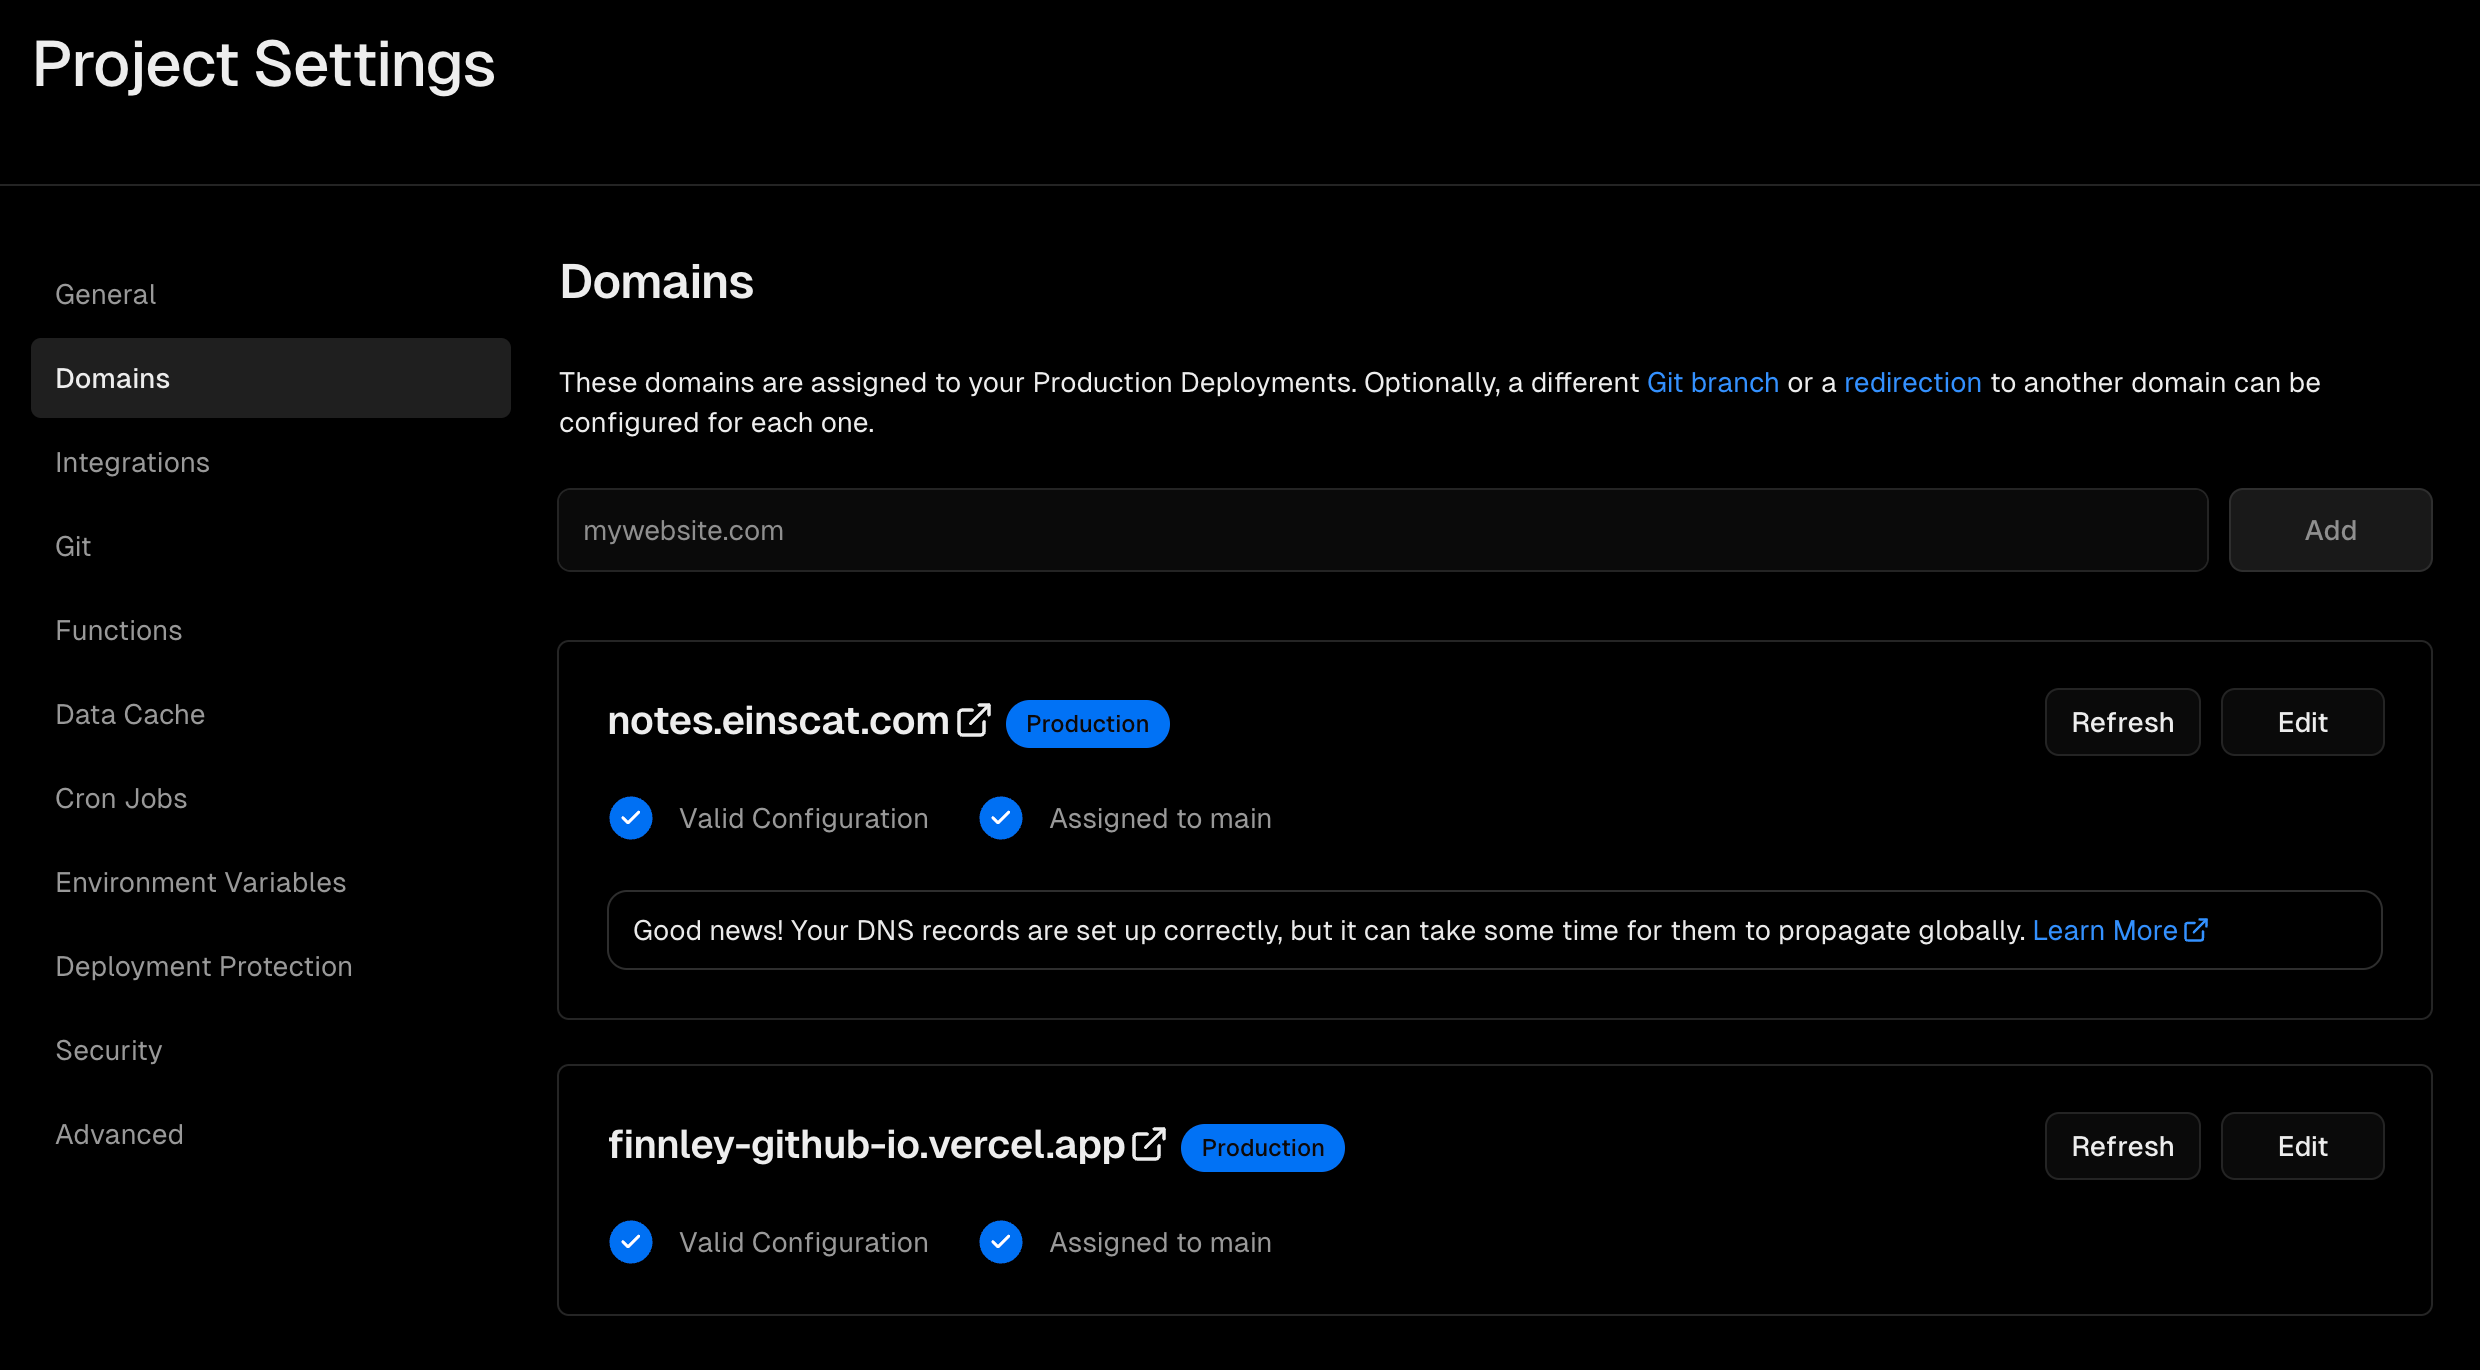 Project Settings
General
Domains
Integrations
Git
Functions
Data Cache
Cron Jobs
Environment Variables
Deployment Protection
Security
Advanced
Domains
These domains are assigned to your Production Deployments. Optionally, a different Git branch or a redirection to another domain can be
configured for each one.
mywebsite.com
Add
notes.einscat.com Production
Refresh
Edit
Valid Configuration
Assigned to main
Good news! Your DNS records are set up correctly, but it can take some time for them to propagate globally. Learn More
finnley-github-io.vercel.app Production
Refresh
Edit
Valid Configuration
Assigned to main